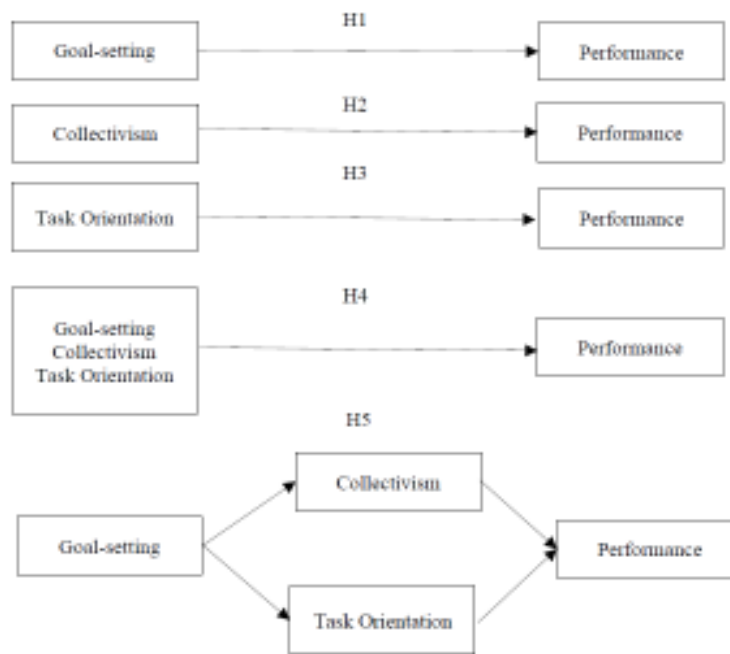 H1
Goal-setting
Performance
H2
Collectivism
Performance
H3
Task Orientation
Performance
H4
Goal-setting
Collectivism
Task Orientation
Performance
H5
Collectivism
Goal-setting
Performance
Task Orientation